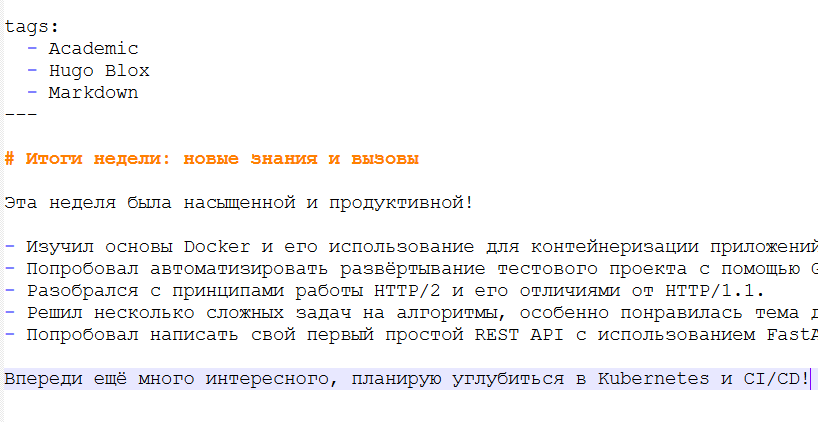 tags:
- Academic
- Hugo Blox
- Markdown
---
# Итоги недели: новые знания и вызовы
Эта неделя была насыщенной и продуктивной!
- Изучил основы Docker и его использование для контейнеризации приложений
- Попробовал автоматизировать развёртывание тестового проекта с помощью
- Разобрался с принципами работы HTTP/2 и его отличиями от HTTP/1.1.
- Решил несколько сложных задач на алгоритмы, особенно понравилась тема
- Попробовал написать свой первый простой REST API с использованием
Впереди ещё много интересного, планирую углубиться в Kubernetes и CI/CD!